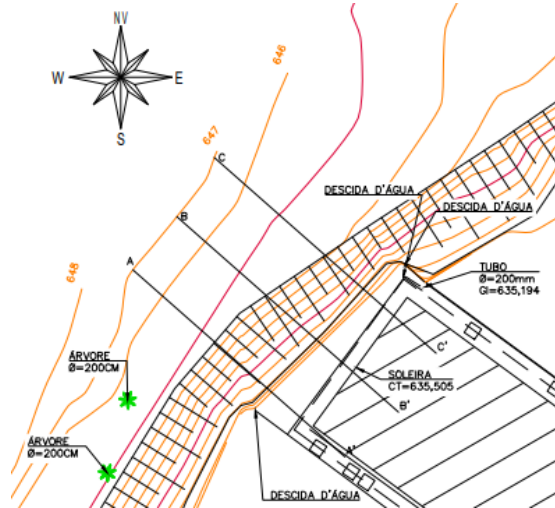 NV
W
E
S
646
647
C
DESCIDA D'ÁGUA
DESCIDA D'ÁGUA
B
A
648
TUBO
Ø=200mm
GI=635,194
ÁRVORE
Ø=200CM
C'
SOLEIRA
CT=635,505
B'
ÁRVORE
Ø=200CM
A'
DESCIDA D'ÁGUA